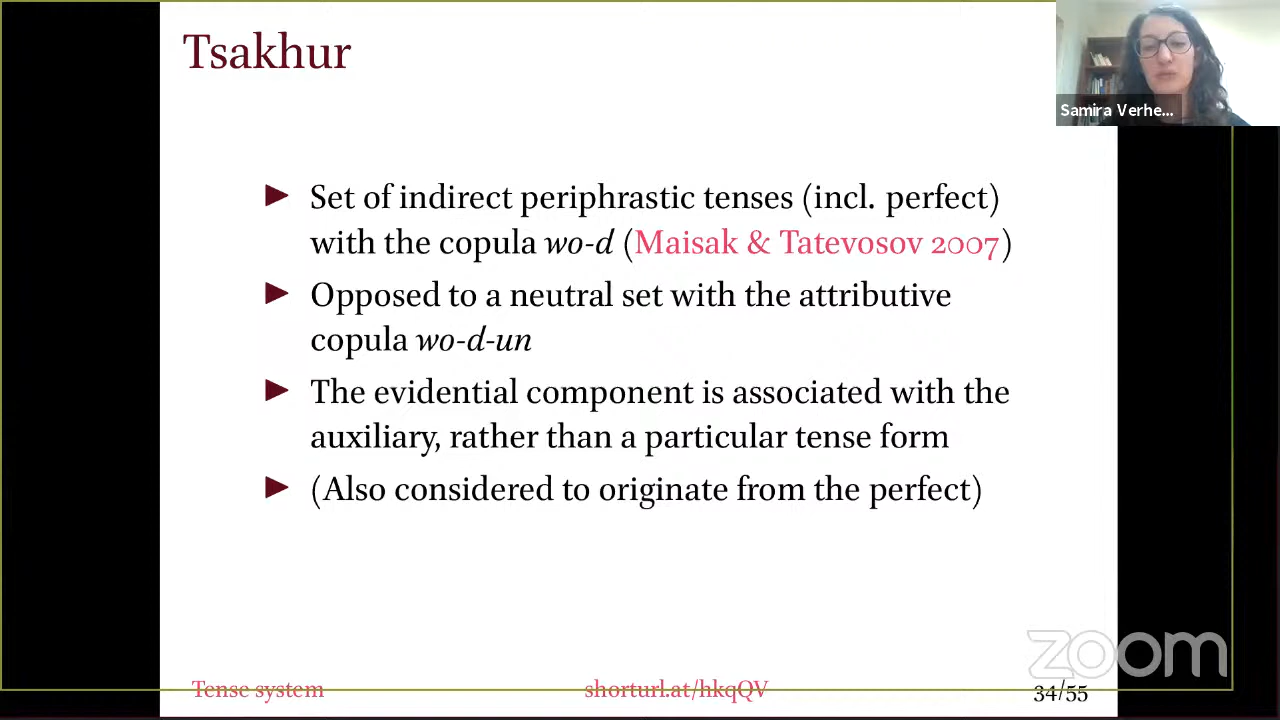 Tsakhur
Samira Verhe...
▶ Set of indirect periphrastic tenses (incl. perfect)
with the copula wo-d (Maisak & Tatevosov 2007)
▶ Opposed to a neutral set with the attributive
copula wo-d-un
▶ The evidential component is associated with the
auxiliary, rather than a particular tense form
▶ (Also considered to originate from the perfect)
zoom
Tense system shorturl.at/hkqQV 34/55